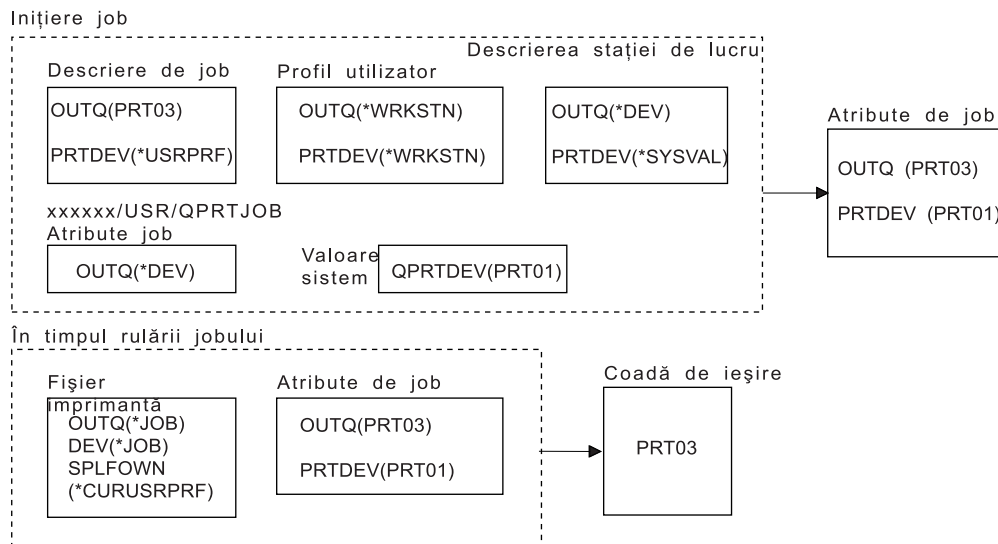 Inițiere job
Descrierea stației de lucru
Descriere de job
OUTQ(PRT03)
PRTDEV(*USRPRF)
Profil utilizator
OUTQ(*WRKSTN)
PRTDEV(*WRKSTN)
OUTQ(*DEV)
PRTDEV(*SYSVAL)
Atribute de job
OUTQ (PRT03)
PRTDEV (PRT01)
xxxxxx/USR/QPRTJOB
Atribute job
OUTQ(*DEV)
Valoare
sistem
QPRTDEV(PRT01)
În timpul rulării jobului
Fişier
imprimantă
OUTQ(*JOB)
DEV(*JOB)
SPLFOWN
(*CURUSRPRF)
Atribute de job
OUTQ(PRT03)
PRTDEV(PRT01)
Coadă de ieşire
PRT03